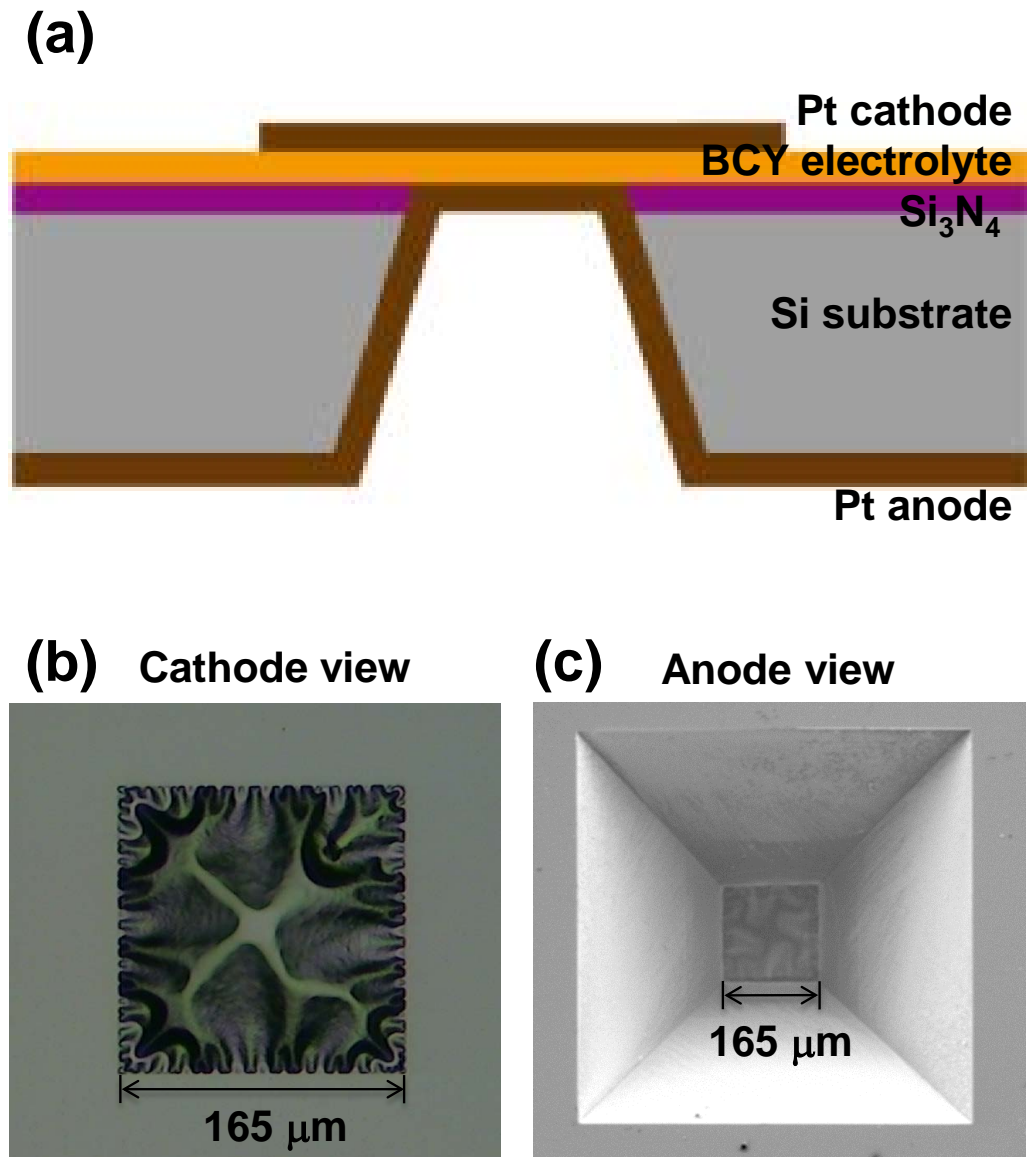 (a)
Pt cathode
BCY electrolyte
Si₃N₄
Si substrate
Pt anode
(b) Cathode view
(c) Anode view
165 μm
165 μm